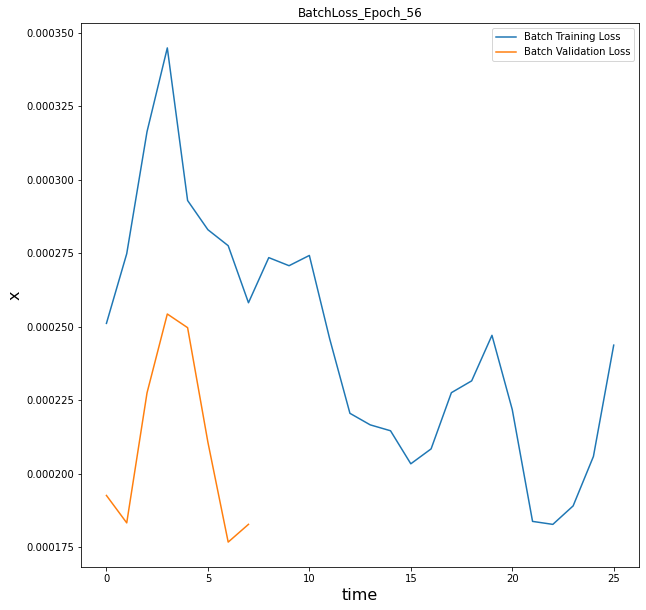 BatchLoss_Epoch_56
Batch Training Loss
Batch Validation Loss
0.000350
0.000325
0.000300
0.000275
0.000250
0.000225
0.000200
0.000175
x
0 5 10 15 20 25
time